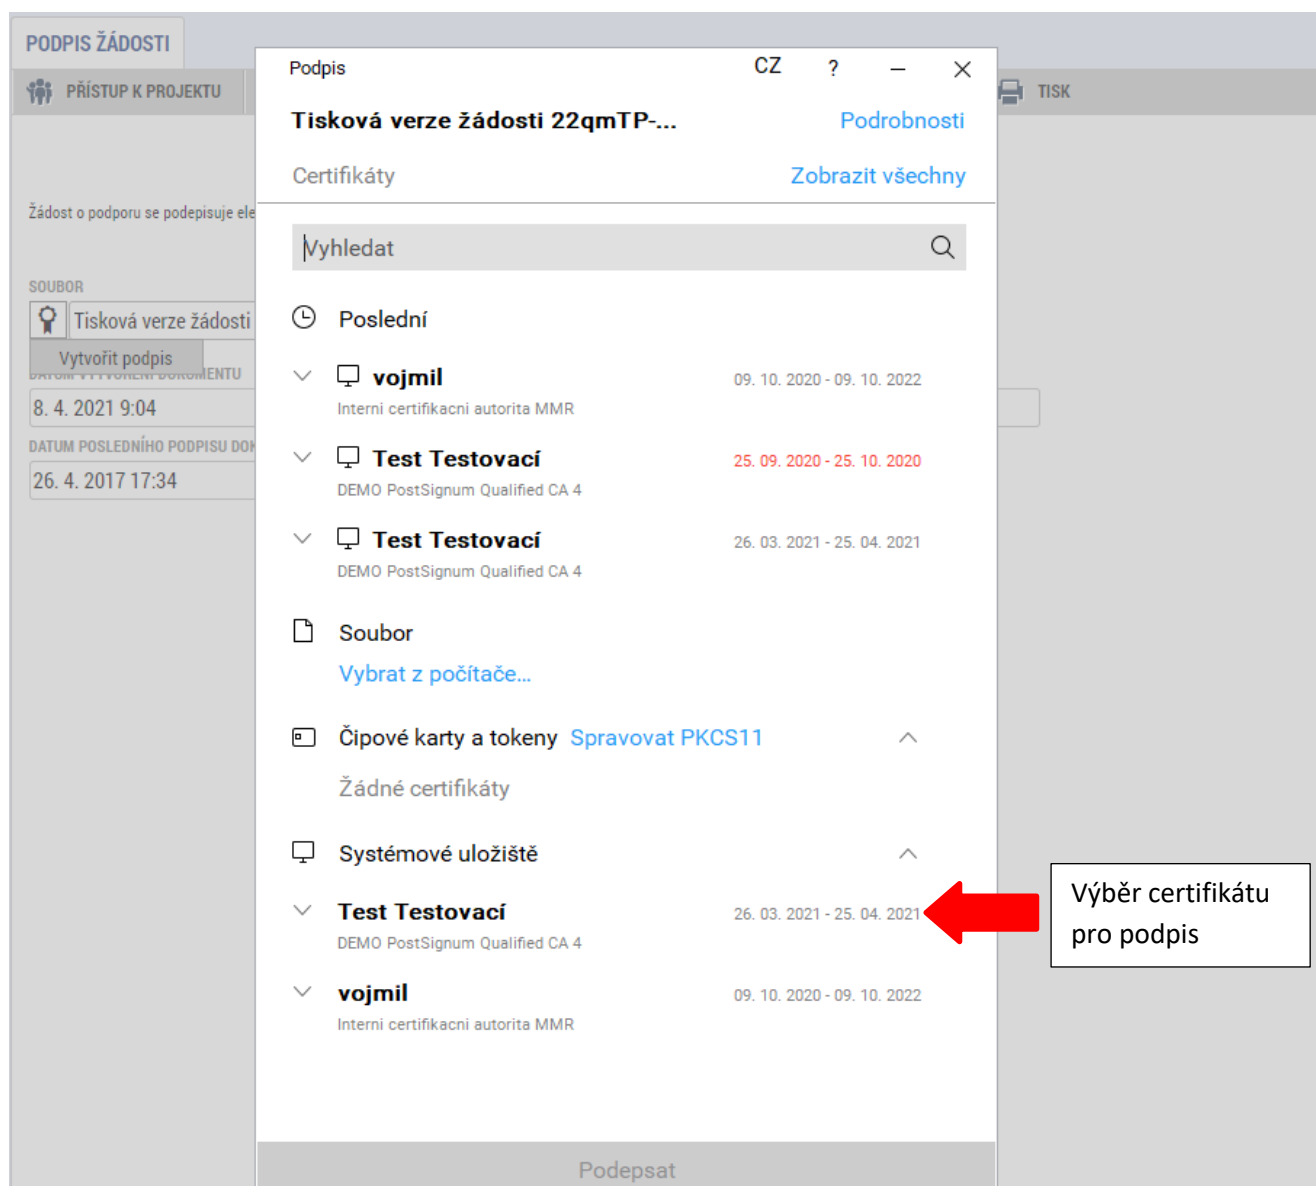 PODPIS ŽÁDOSTI
PŘÍSTUP K PROJEKTU
TISK
Žádost o podporu se podepisuje ele
SOUBOR
Tisková verze žádosti
Vytvořit podpis
DATUM VYTVOŘENÍ DOKUMENTU
8. 4. 2021 9:04
DATUM POSLEDNÍHO PODPISU DOK
26. 4. 2017 17:34
Podpis CZ ?
Tisková verze žádosti 22qmTP-... Podrobnosti
Certifikáty Zobrazit všechny
Vyhledat
Poslední
vojmil 09. 10. 2020 - 09. 10. 2022
Interni certifikacni autorita MMR
Test Testovací 25. 09. 2020 - 25. 10. 2020
DEMO PostSignum Qualified CA 4
Test Testovací 26. 03. 2021 - 25. 04. 2021
DEMO PostSignum Qualified CA 4
Soubor
Vybrat z počítače...
Čipové karty a tokeny Spravovat PKCS11
Žádné certifikáty
Systémové uložiště
Test Testovací 26. 03. 2021 - 25. 04. 2021
DEMO PostSignum Qualified CA 4
vojmil 09. 10. 2020 - 09. 10. 2022
Interni certifikacni autorita MMR
Podepsat
Výběr certifikátu
pro podpis